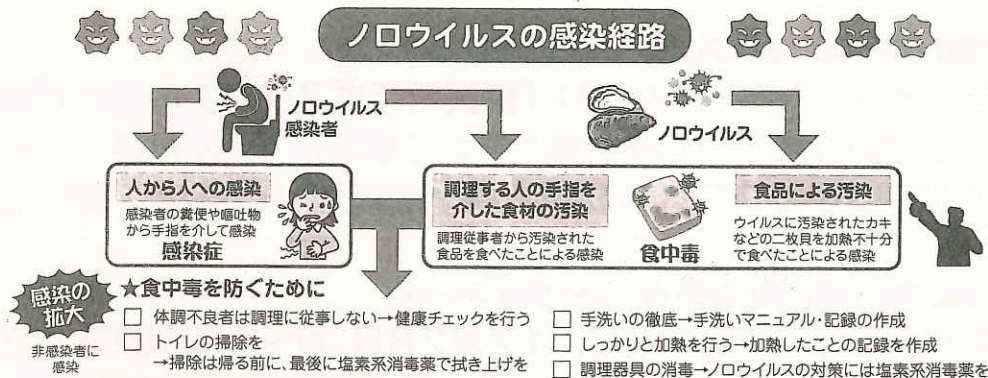 ノロウイルスの感染経路
ノロウイルス
感染者
ノロウイルス
人から人への感染
感染者の糞便や嘔吐物
から手指を介して感染
感染症
調理する人の手指を
介した食材の汚染
調理従事者から汚染された
食品を食べたことによる感染
食中毒
食品による汚染
ウイルスに汚染されたカキ
などの二枚貝を加熱不十分
で食べたことによる感染
感染の
拡大
非感染者に
感染
★食中毒を防ぐために
□ 体調不良者は調理に従事しない→健康チェックを行う
□ トイレの掃除を
→掃除は帰る前に、最後に塩素系消毒薬で拭き上げを
□ 手洗いの徹底→手洗いマニュアル・記録の作成
□ しっかりと加熱を行う→加熱したことの記録を作成
□ 調理器具の消毒→ノロウイルスの対策には塩素系消毒薬を